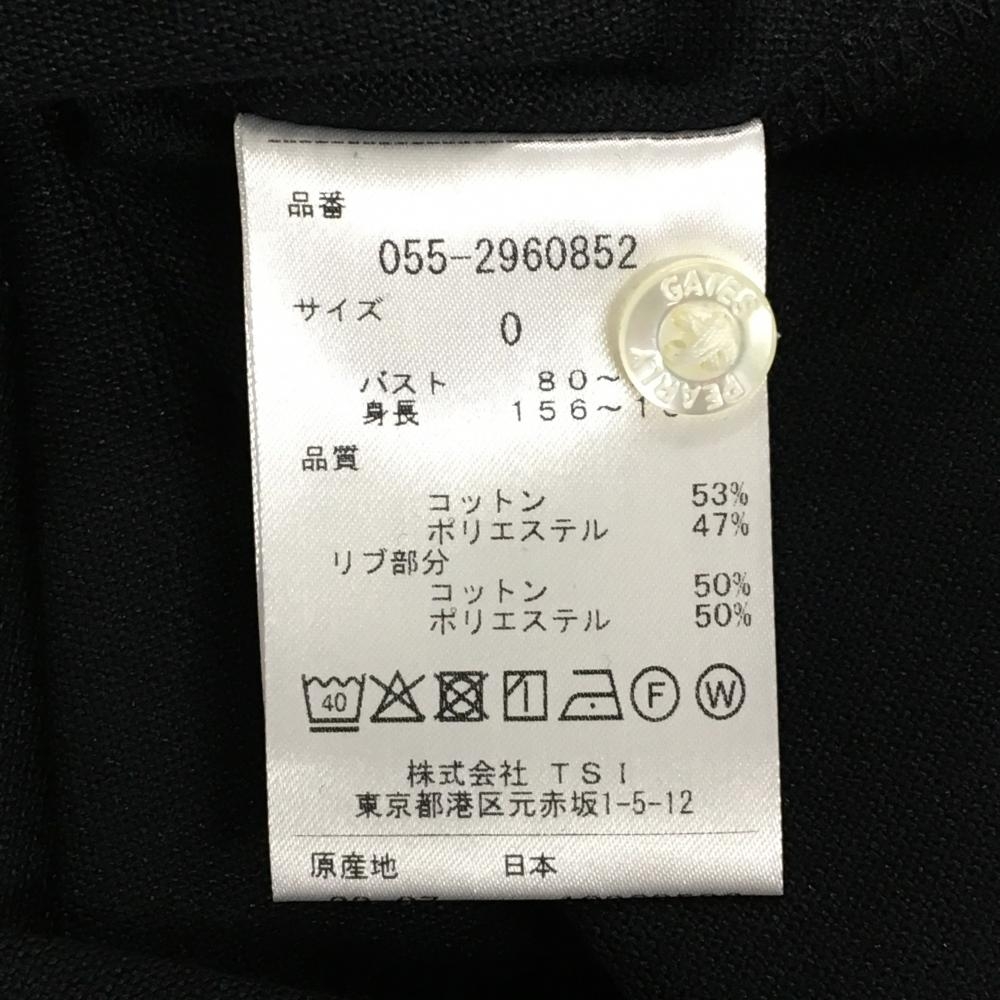 品番
055-2960852
サイズ
0
バスト 80～
身長 156～1
品質
コットン 53%
ポリエステル 47%
リブ部分
コットン 50%
ポリエステル 50%
40
F W
株式会社 TSI
東京都港区元赤坂1-5-12
原産地 日本
GATES
PEARLY